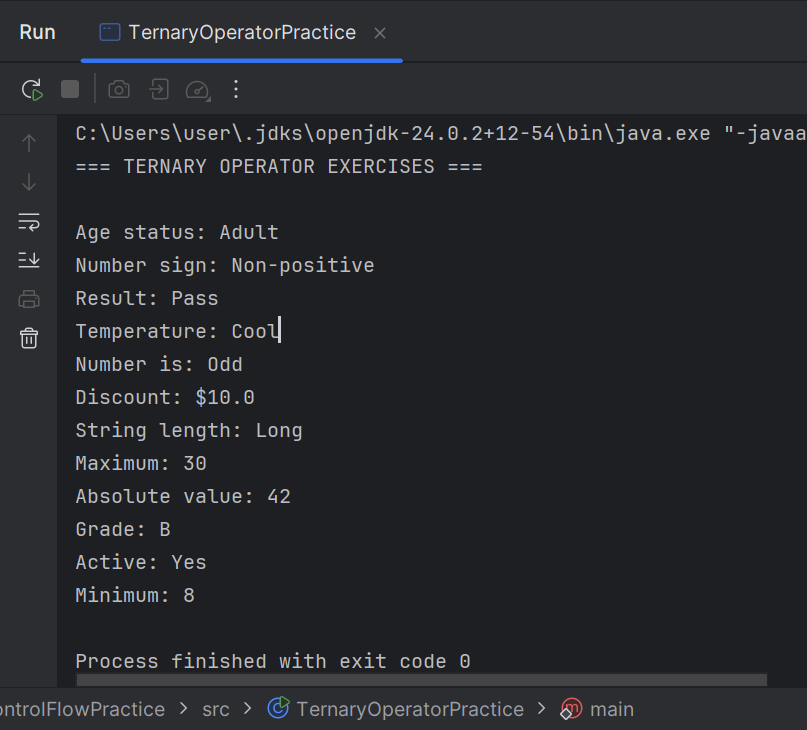 Run TernaryOperatorPractice
C:\Users\user\.jdks\openjdk-24.0.2+12-54\bin\java.exe "-javaa
=== TERNARY OPERATOR EXERCISES ===
Age status: Adult
Number sign: Non-positive
Result: Pass
Temperature: Cool
Number is: Odd
Discount: $10.0
String length: Long
Maximum: 30
Absolute value: 42
Grade: B
Active: Yes
Minimum: 8
Process finished with exit code 0
ontrolFlowPractice > src > TernaryOperatorPractice > main